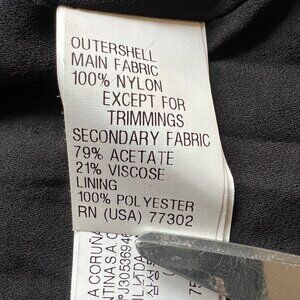 OUTERSHELL
MAIN FABRIC
100% NYLON
EXCEPT FOR
TRIMMINGS
SECONDARY FABRIC
79% ACETATE
21% VISCOSE
LINING
100% POLYESTER
RN (USA) 77302
A CORUÑA